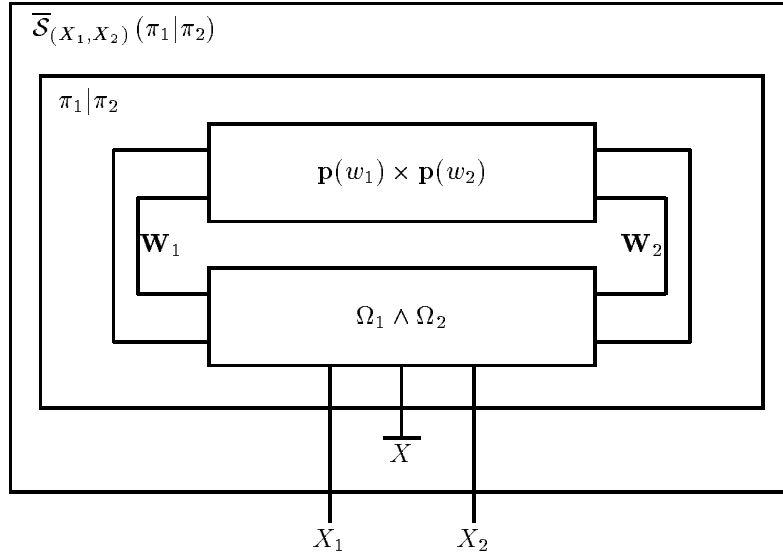 S̅₍X₁,X₂₎ (π₁|π₂)
π₁|π₂
p(w₁) × p(w₂)
W₁ W₂
Ω₁ ∧ Ω₂
X
X₁ X₂